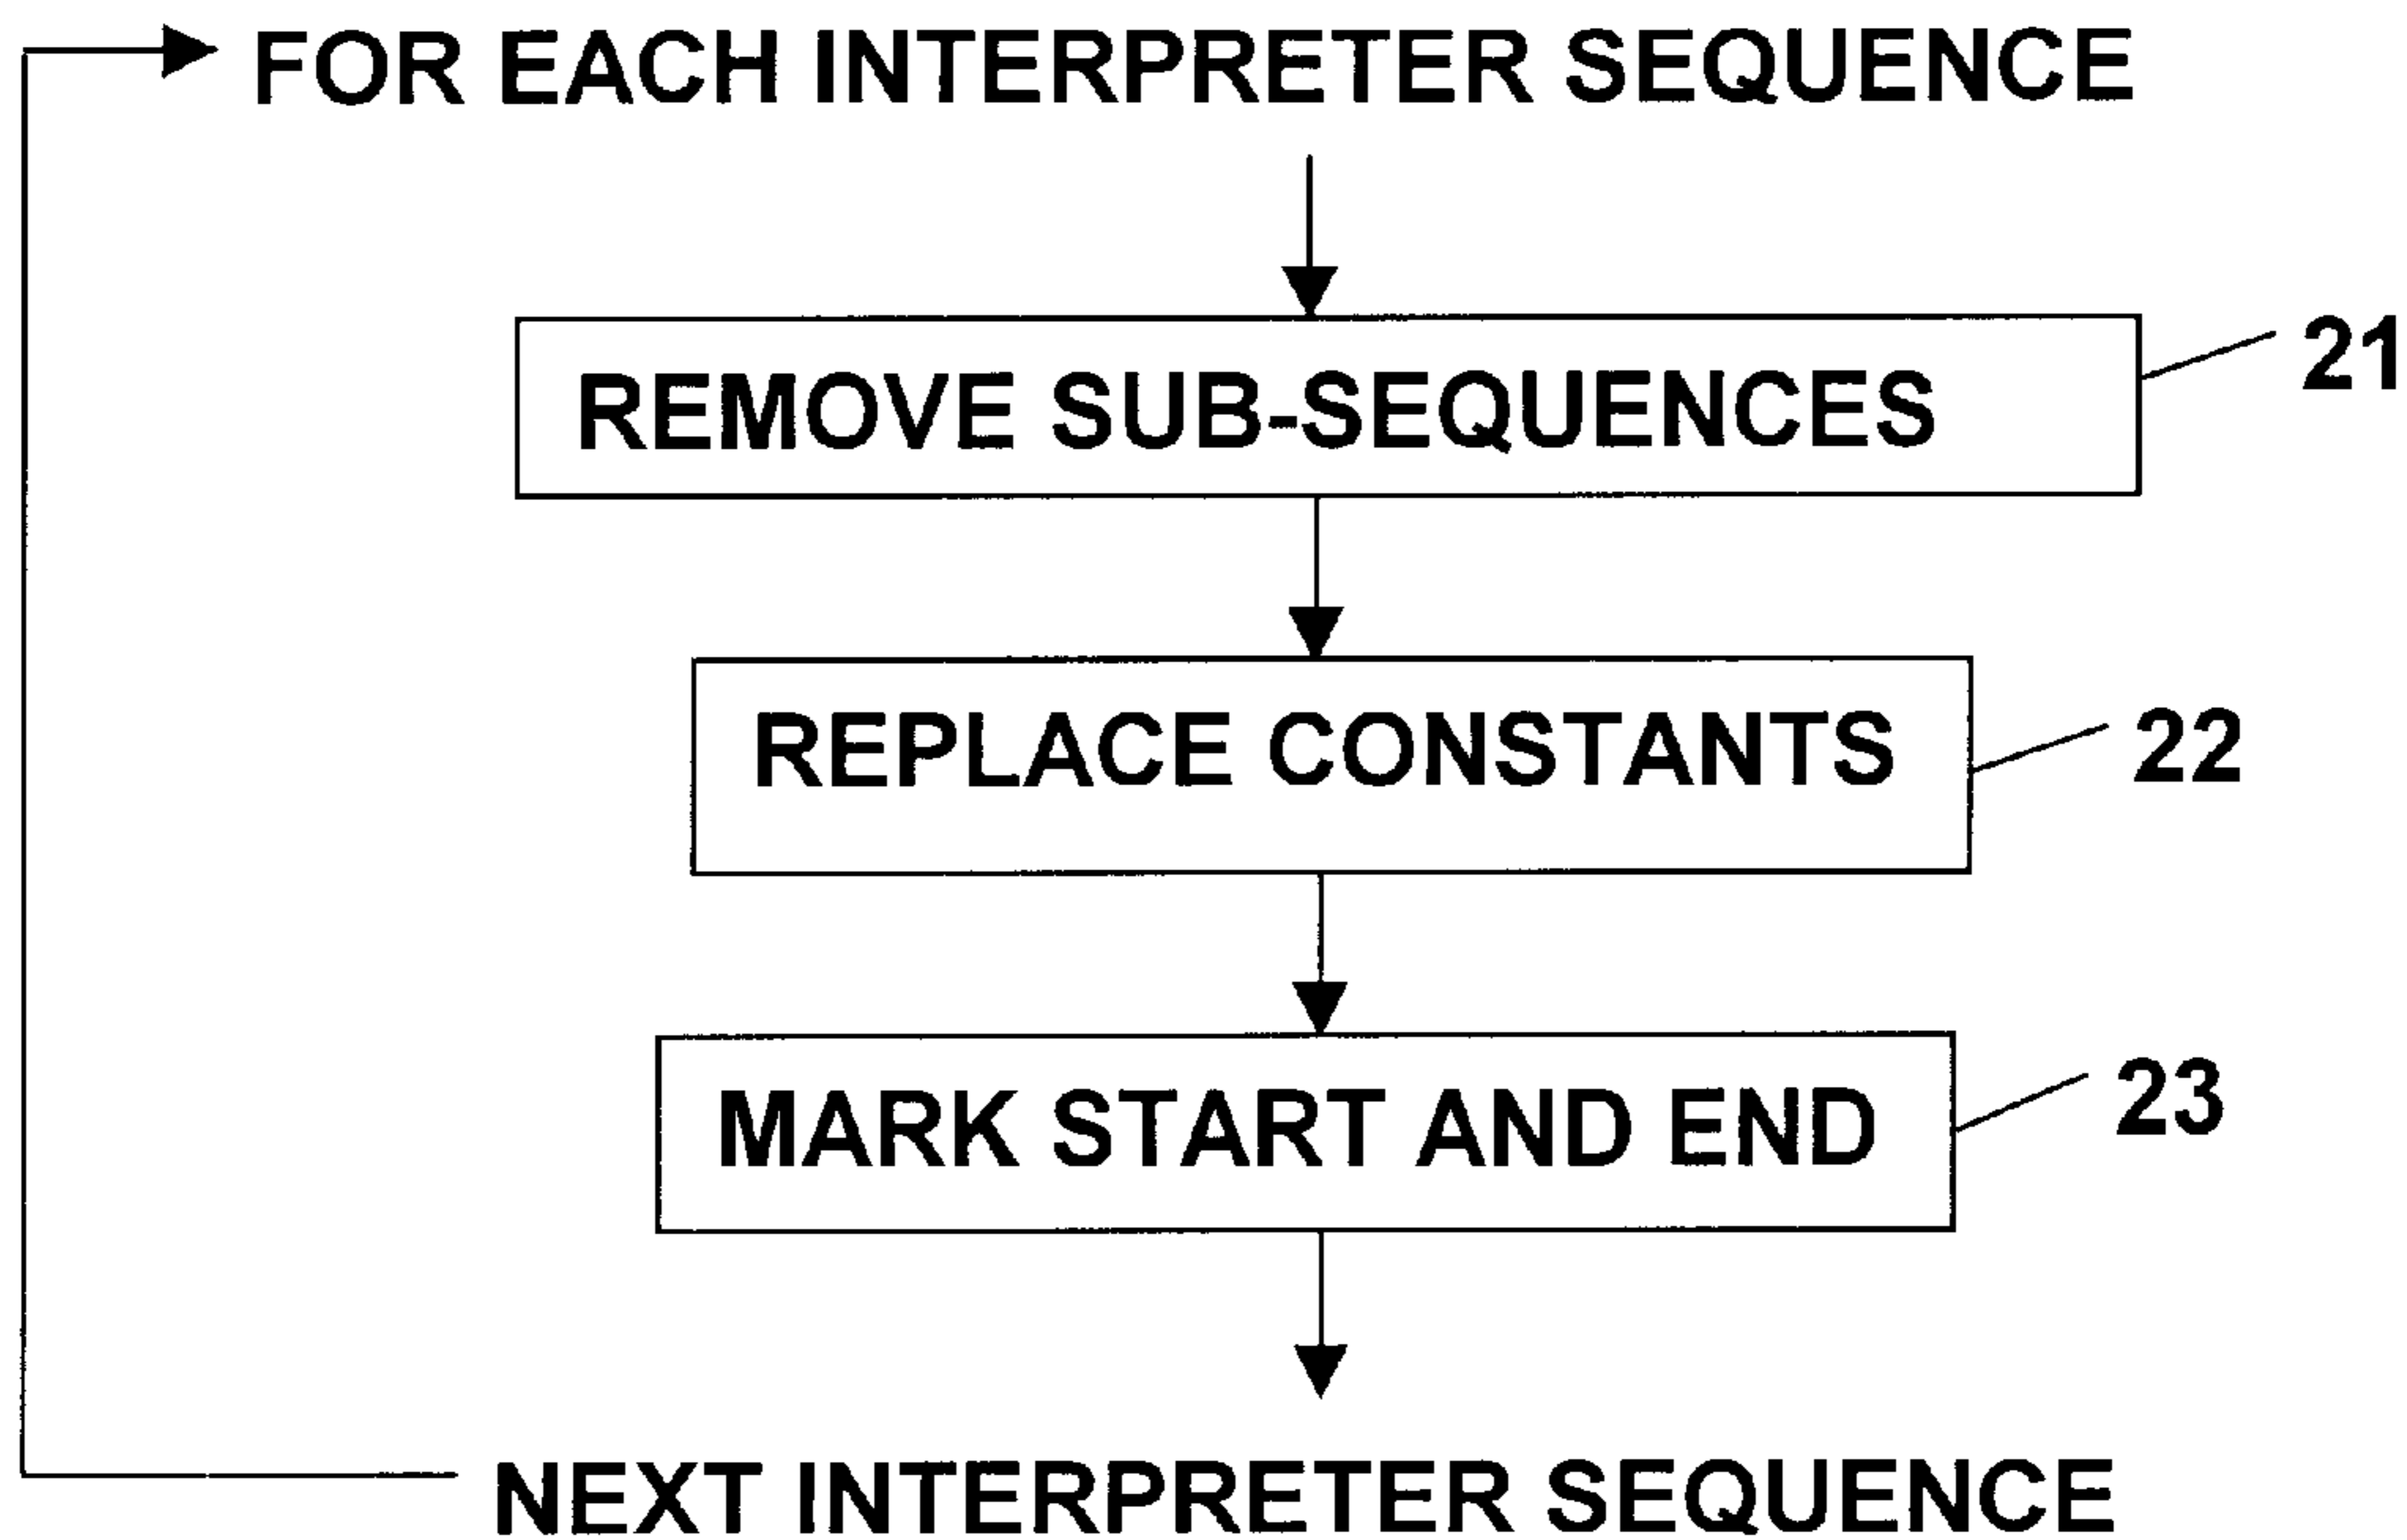 FOR EACH INTERPRETER SEQUENCE
REMOVE SUB-SEQUENCES
21
REPLACE CONSTANTS
22
MARK START AND END
23
NEXT INTERPRETER SEQUENCE